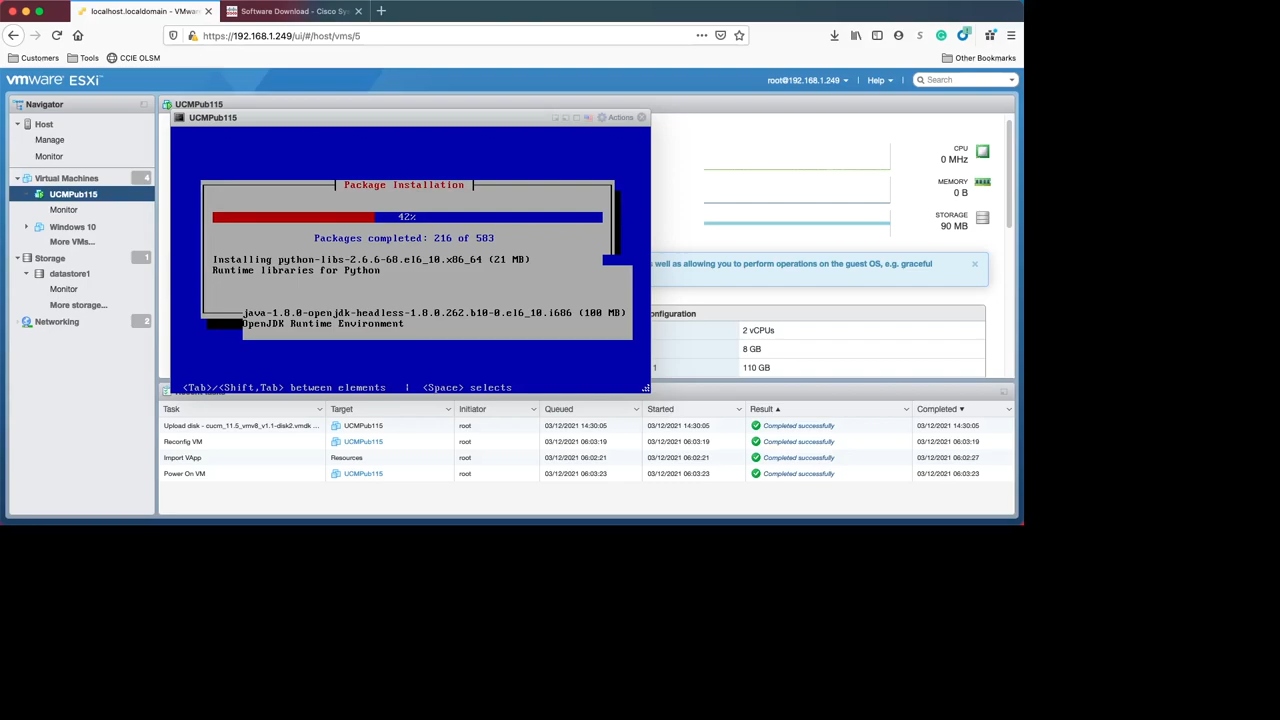 localhost.localdomain - VMwar
Software Download - Cisco Sys
https://192.168.1.249/ui/#/host/vms/5
Customers
Tools
CCIE OLSM
Other Bookmarks
vmware ESXi
root@192.168.1.249
Help
Search
Navigator
UCMPub115
Host
Manage
Monitor
Virtual Machines
4
UCMPub115
Monitor
Windows 10
More VMs...
Storage
1
datastore1
Monitor
More storage...
Networking
2
UCMPub115
Actions
Package Installation
42%
Packages completed: 216 of 583
Installing python-libs-2.6.6-68.el6_10.x86_64 (21 MB)
Runtime libraries for Python
java-1.8.0-openjdk-headless-1.8.0.262.b10-0.el6_10.i686 (100 MB)
OpenJDK Runtime Environment
<Tab>/<Shift,Tab> between elements | <Space> selects
CPU
0 MHz
MEMORY
0 B
STORAGE
90 MB
well as allowing you to perform operations on the guest OS, e.g. graceful
onfiguration
2 vCPUs
8 GB
1
110 GB
Task
Target
Initiator
Queued
Started
Result
Completed
Upload disk - cucm_11.5_vmv8_v1.1-disk2.vmdk ...
UCMPub115
root
03/12/2021 14:30:05
03/12/2021 14:30:05
Completed successfully
03/12/2021 14:30:05
Reconfig VM
UCMPub115
root
03/12/2021 06:03:19
03/12/2021 06:03:19
Completed successfully
03/12/2021 06:03:19
Import VApp
Resources
root
03/12/2021 06:02:21
03/12/2021 06:02:21
Completed successfully
03/12/2021 06:02:27
Power On VM
UCMPub115
root
03/12/2021 06:03:23
03/12/2021 06:03:23
Completed successfully
03/12/2021 06:03:23